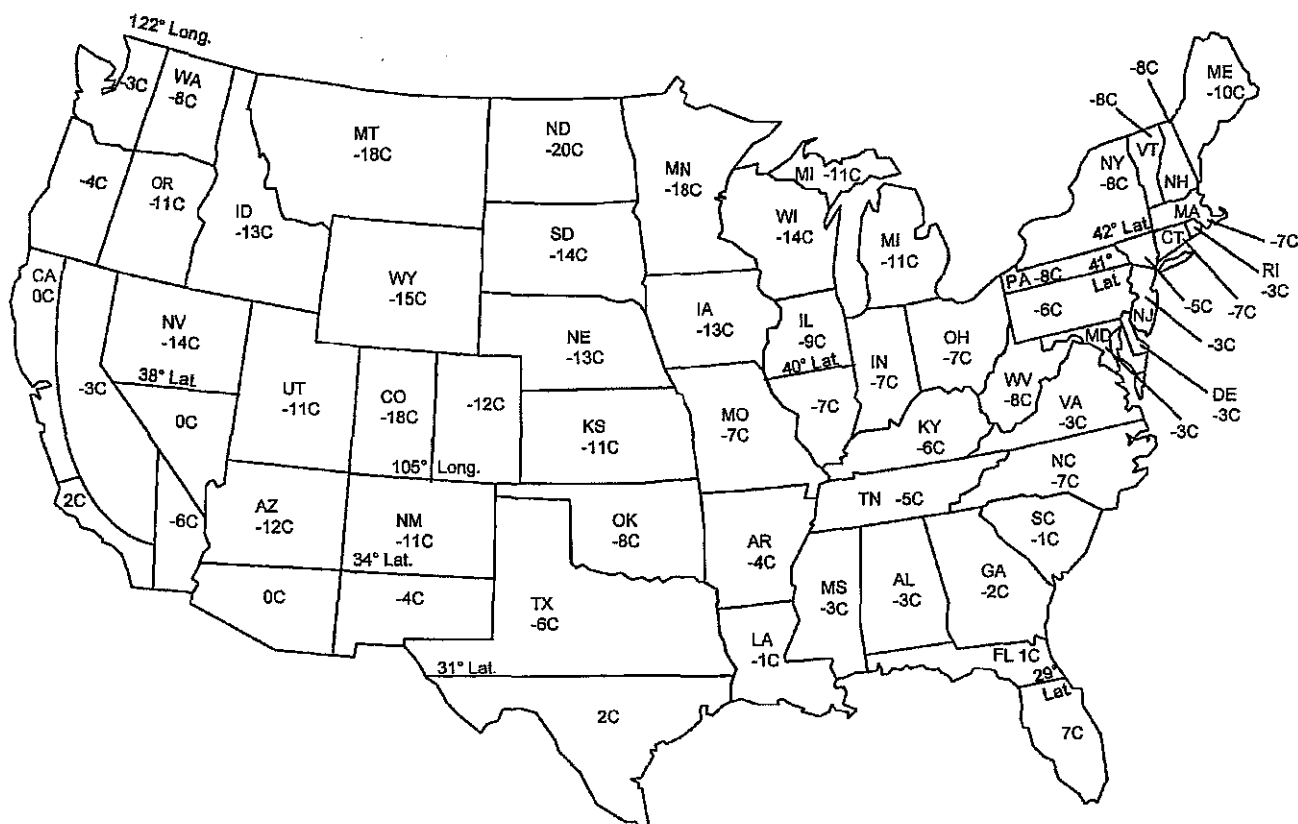 122° Long.
-3C
WA
-8C
-4C
OR
-11C
ID
-13C
MT
-18C
ND
-20C
SD
-14C
WY
-15C
NE
-13C
KS
-11C
MN
-18C
IA
-13C
MO
-7C
WI
-14C
MI -11C
MI
-11C
IL
-9C
40° Lat.
-7C
IN
-7C
OH
-7C
KY
-6C
WV
-8C
VA
-3C
NC
-7C
TN -5C
SC
-1C
GA
-2C
AL
-3C
MS
-3C
AR
-4C
LA
-1C
FL 1C
29°
Lat.
7C
OK
-8C
TX
-6C
31° Lat.
2C
CA
0C
-3C
2C
-6C
NV
-14C
38° Lat.
0C
UT
-11C
CO
-18C
-12C
105° Long.
AZ
-12C
0C
NM
-11C
34° Lat.
-4C
ME
-10C
-8C
-8C
VT
NH
NY
-8C
42° Lat.
MA
-7C
CT
RI
-3C
-7C
-5C
PA -8C
41°
Lat
-6C
NJ
-3C
MD
DE
-3C
-3C